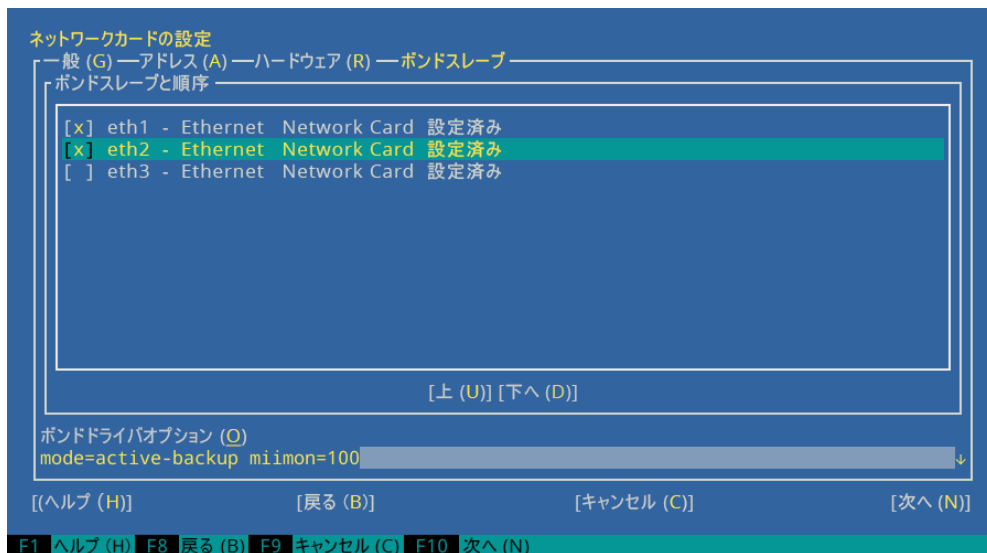 ネットワークカードの設定
一般 (G) アドレス (A) ハードウェア (R) ボンドスレーブ
ボンドスレーブと順序
[x] eth1 - Ethernet Network Card 設定済み
[x] eth2 - Ethernet Network Card 設定済み
[ ] eth3 - Ethernet Network Card 設定済み
[上 (U)] [下へ (D)]
ボンドドライバオプション (O)
mode=active-backup miimon=100
[(ヘルプ (H)] [戻る (B)] [キャンセル (C)] [次へ (N)]
F1 ヘルプ (H) F8 戻る (B) F9 キャンセル (C) F10 次へ (N)